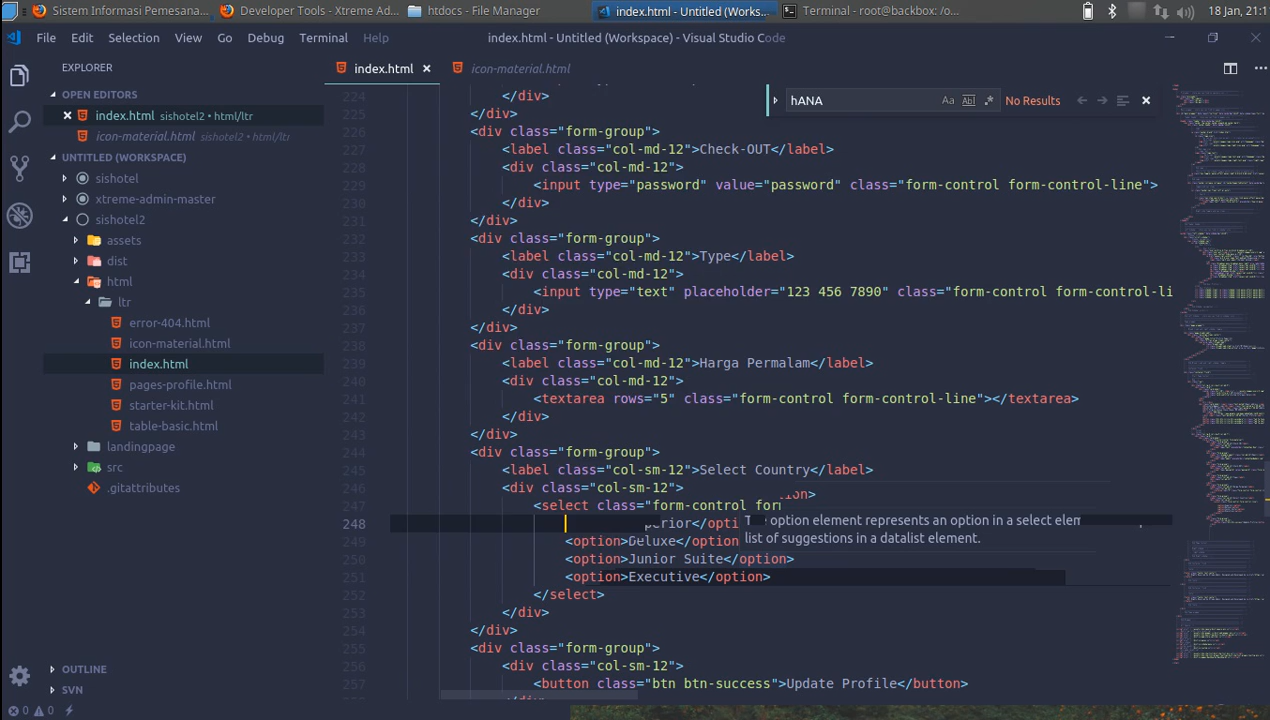 Sistem Informasi Pemesana...
Developer Tools - Xtreme Ad...
htdocs - File Manager
index.html - Untitled (Works...
Terminal - root@backbox: /o...
18 Jan, 21:1
File Edit Selection View Go Debug Terminal Help
index.html - Untitled (Workspace) - Visual Studio Code
EXPLORER
index.html
icon-material.html
OPEN EDITORS
index.html sishotel2 • html/ltr
icon-material.html sishotel2 • html/ltr
UNTITLED (WORKSPACE)
sishotel
xtreme-admin-master
sishotel2
assets
dist
html
ltr
error-404.html
icon-material.html
index.html
pages-profile.html
starter-kit.html
table-basic.html
landingpage
src
.gitattributes
OUTLINE
SVN
0 0
hANA Aa Abl .* No Results
224 </div>
225 </div>
226 <div class="form-group">
227 <label class="col-md-12">Check-OUT</label>
228 <div class="col-md-12">
229 <input type="password" value="password" class="form-control form-control-line">
230 </div>
231 </div>
232 <div class="form-group">
233 <label class="col-md-12">Type</label>
234 <div class="col-md-12">
235 <input type="text" placeholder="123 456 7890" class="form-control form-control-li
236 </div>
237 </div>
238 <div class="form-group">
239 <label class="col-md-12">Harga Permalam</label>
240 <div class="col-md-12">
241 <textarea rows="5" class="form-control form-control-line"></textarea>
242 </div>
243 </div>
244 <div class="form-group">
245 <label class="col-sm-12">Select Country</label>
246 <div class="col-sm-12">
247 <select class="form-control for
248 perior</opti
The option element represents an option in a select elem
list of suggestions in a datalist element.
249 <option>Deluxe</option
250 <option>Junior Suite</option>
251 <option>Executive</option>
252 </select>
253 </div>
254 </div>
255 <div class="form-group">
256 <div class="col-sm-12">
257 <button class="btn btn-success">Update Profile</button>